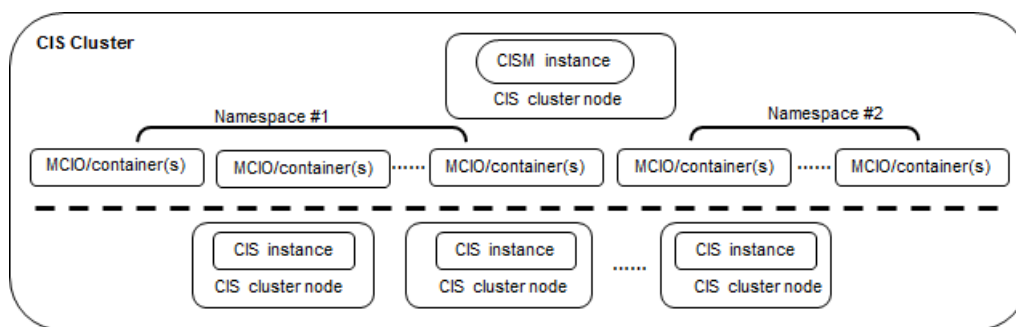 CIS Cluster
CISM instance
CIS cluster node
Namespace #1
Namespace #2
MCIO/container(s)
MCIO/container(s)
......
MCIO/container(s)
MCIO/container(s)
......
MCIO/container(s)
CIS instance
CIS cluster node
CIS instance
CIS cluster node
......
CIS instance
CIS cluster node